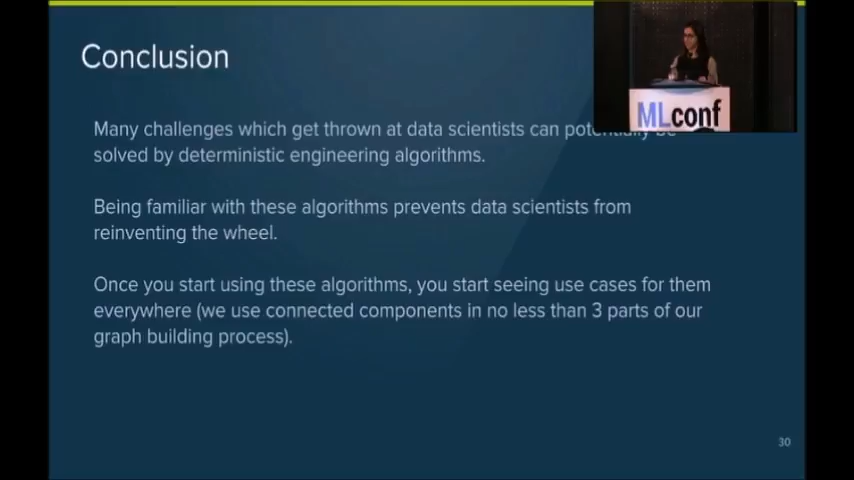 Conclusion
MLconf
Many challenges which get thrown at data scientists can potentially be
solved by deterministic engineering algorithms.
Being familiar with these algorithms prevents data scientists from
reinventing the wheel.
Once you start using these algorithms, you start seeing use cases for them
everywhere (we use connected components in no less than 3 parts of our
graph building process).
30